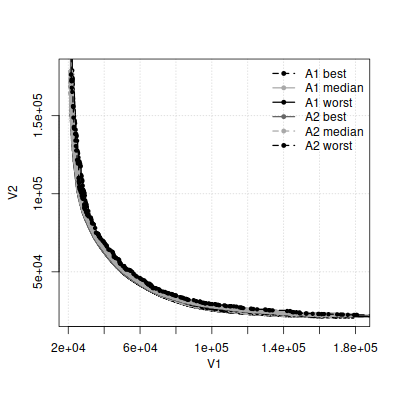 A1 best
A1 median
A1 worst
A2 best
A2 median
A2 worst
1.5e+05
1e+05
5e+04
V2
2e+04 6e+04 1e+05 1.4e+05 1.8e+05
V1